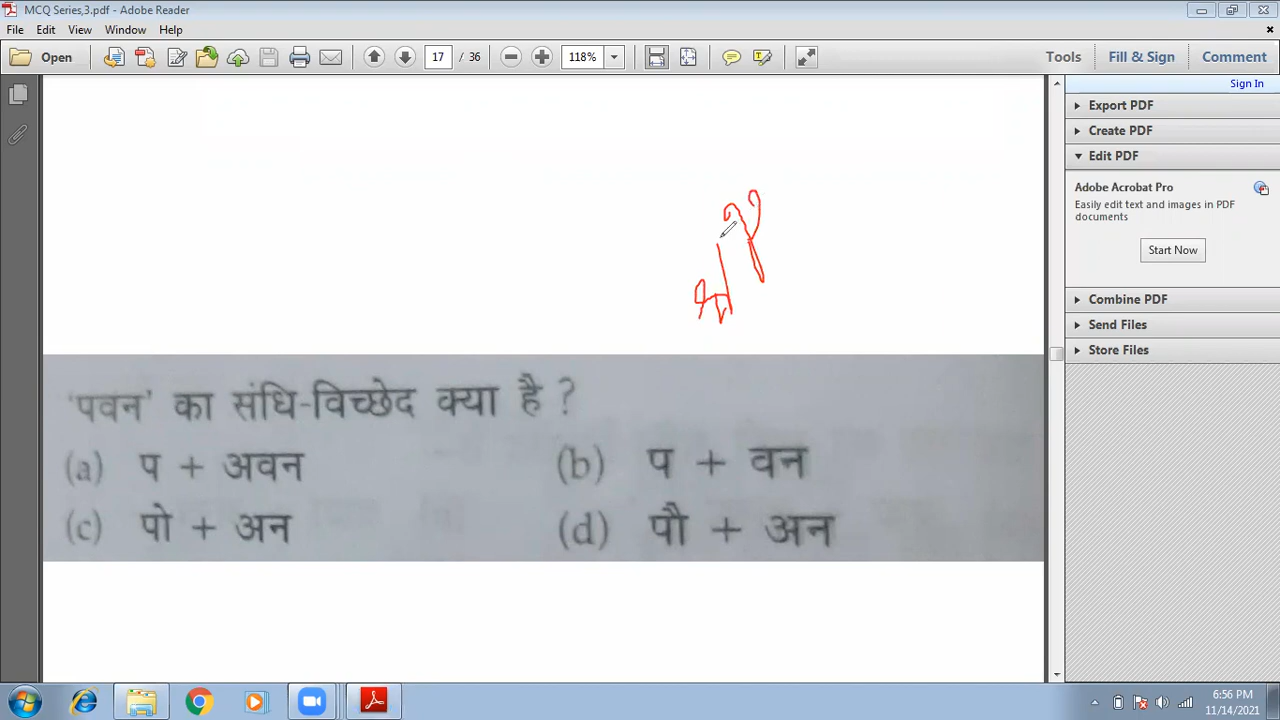 MCQ Series,3.pdf - Adobe Reader
File Edit View Window Help
Open 17 / 36 118% Tools Fill & Sign Comment
Sign In
Export PDF
Create PDF
Edit PDF
Adobe Acrobat Pro
Easily edit text and images in PDF
documents
Start Now
Combine PDF
Send Files
Store Files
'पवन' का संधि-विच्छेद क्या है ?
(a) प + अवन (b) प + वन
(c) पो + अन (d) पौ + अन
6:56 PM
11/14/2021